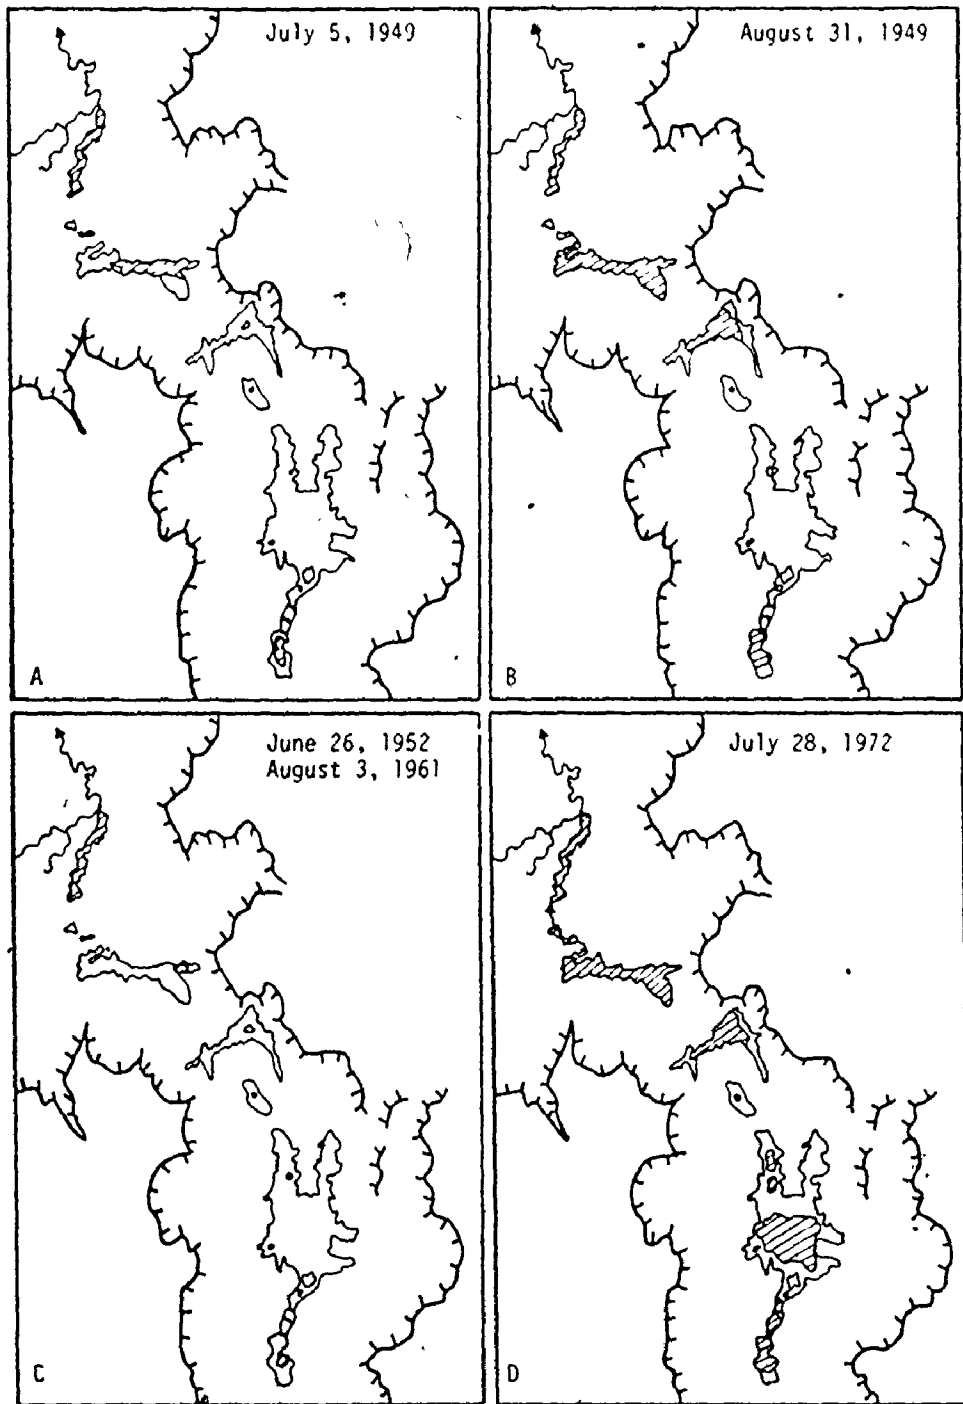 July 5, 1949
A
August 31, 1949
B
June 26, 1952
August 3, 1961
C
July 28, 1972
D